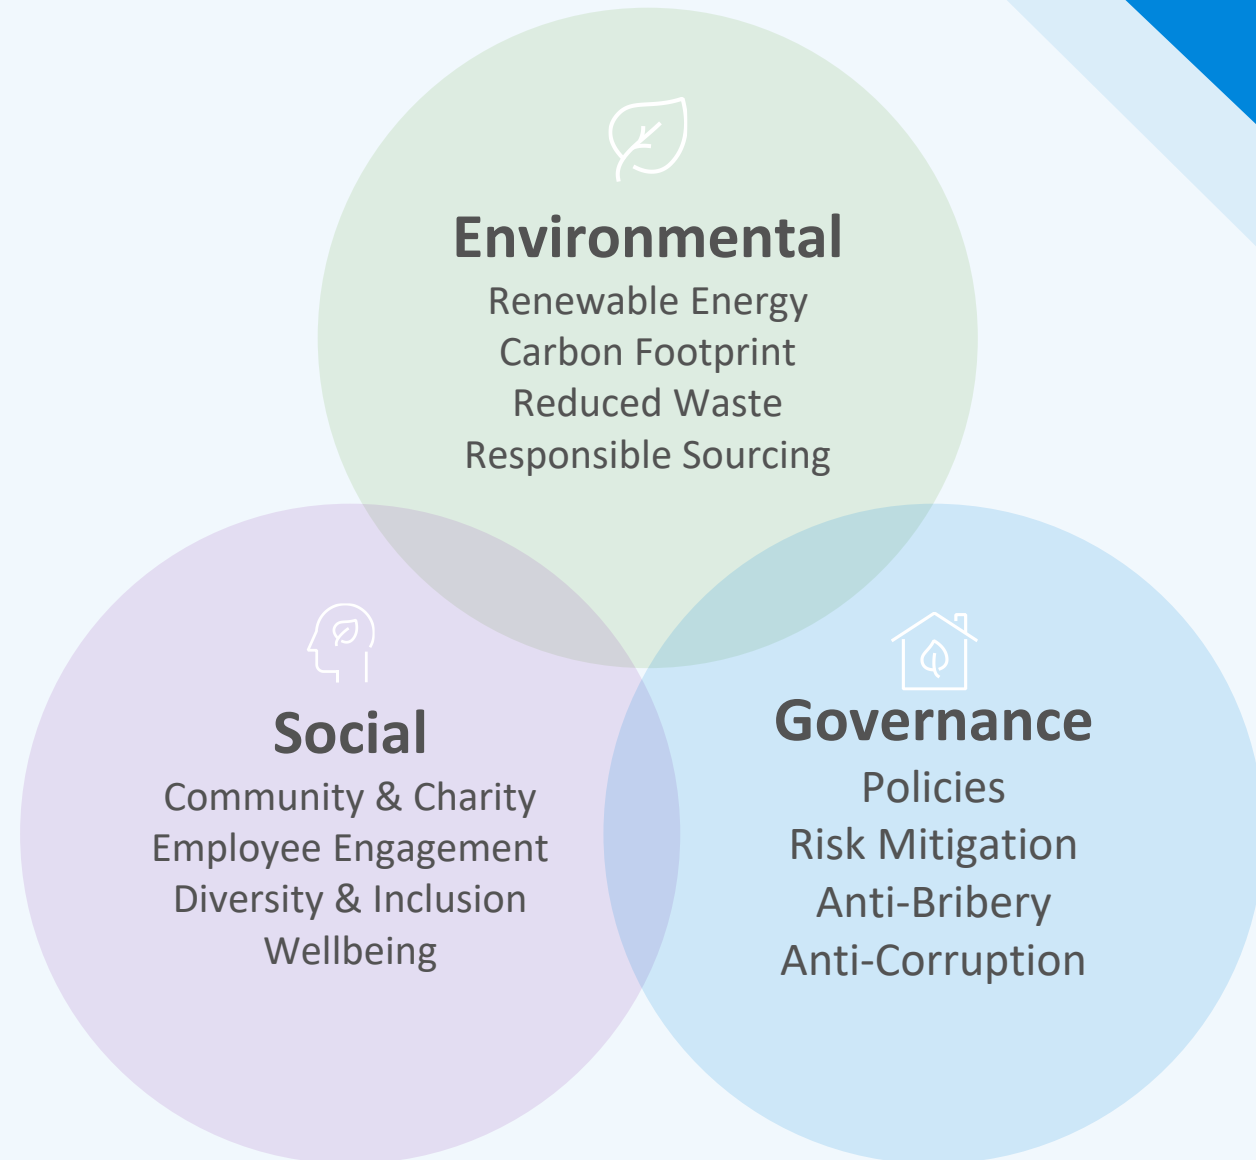 Environmental
Renewable Energy
Carbon Footprint
Reduced Waste
Responsible Sourcing
Social
Community & Charity
Employee Engagement
Diversity & Inclusion
Wellbeing
Governance
Policies
Risk Mitigation
Anti-Bribery
Anti-Corruption